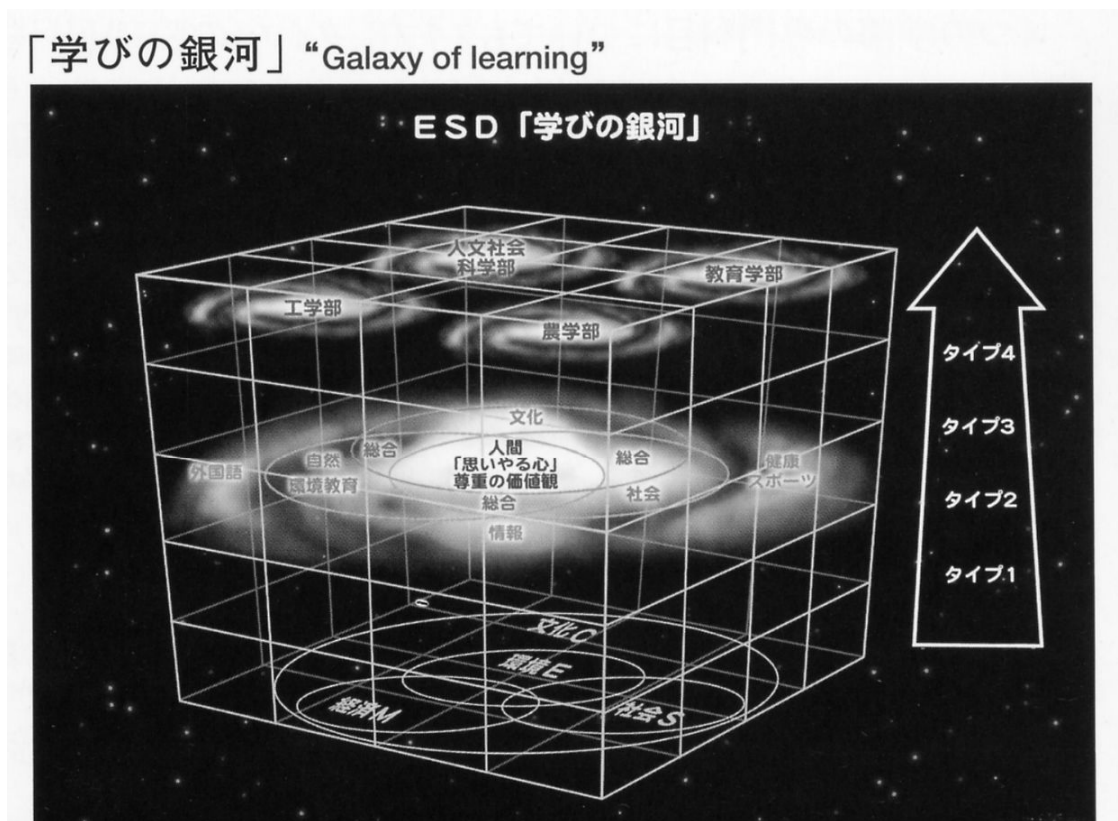 「学びの銀河」 “Galaxy of learning”
ESD「学びの銀河」
人文社会
科学部
教育学部
工学部
農学部
タイプ4
タイプ3
タイプ2
タイプ1
文化
総合
人間
「思いやる心」
尊重の価値観
総合
自然
環境教育
外国語
健康
スポーツ
社会
総合
情報
文化C
環境E
経済M
社会S